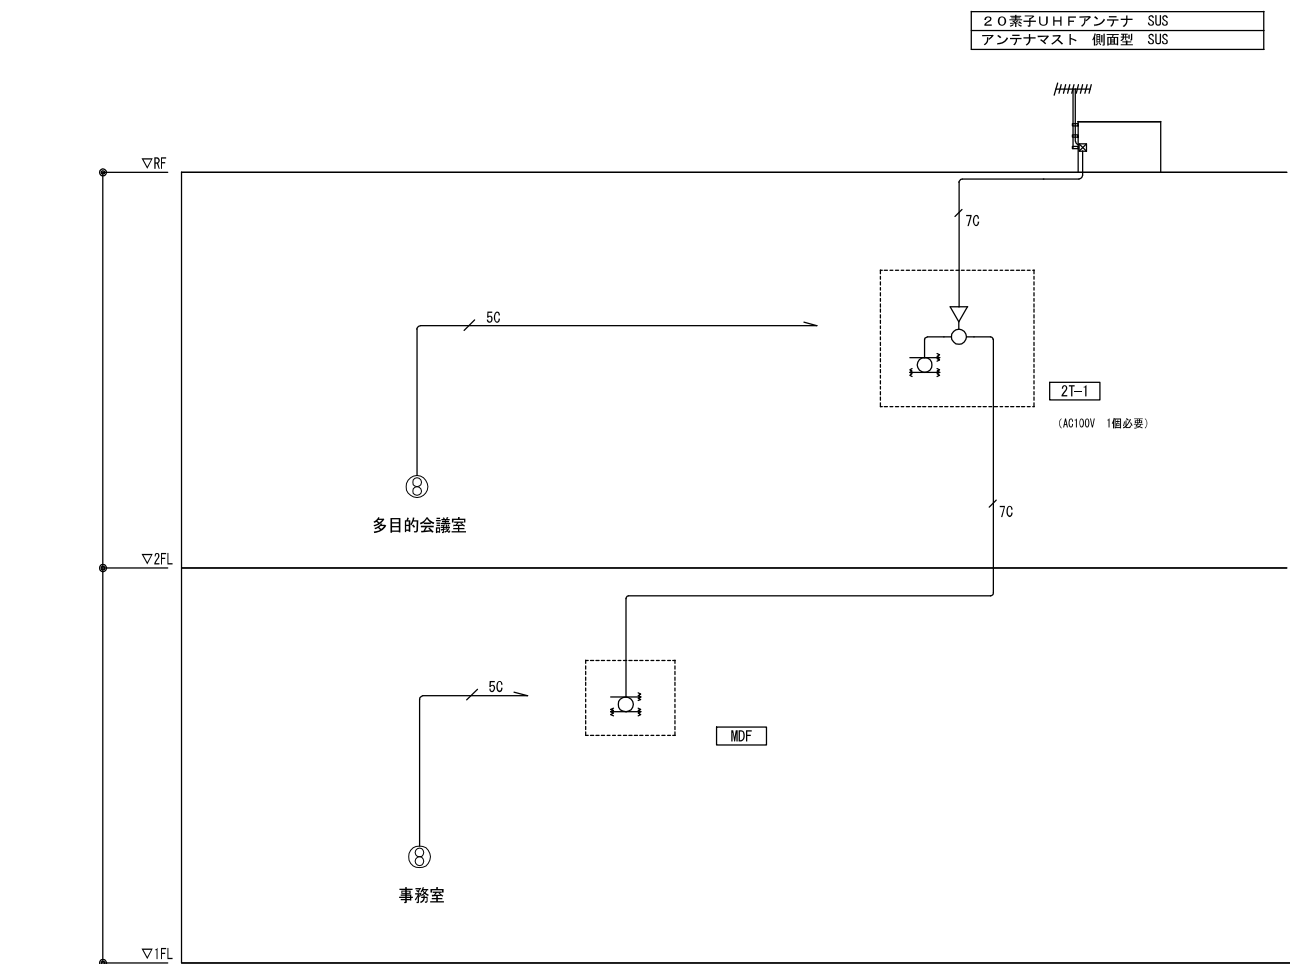 ２０素子ＵＨＦアンテナ　SUS
アンテナマスト　側面型　SUS
▽RF
7C
5C
2T-1
(AC100V　1個必要)
8
7C
多目的会議室
▽2FL
5C
MDF
8
事務室
▽1FL